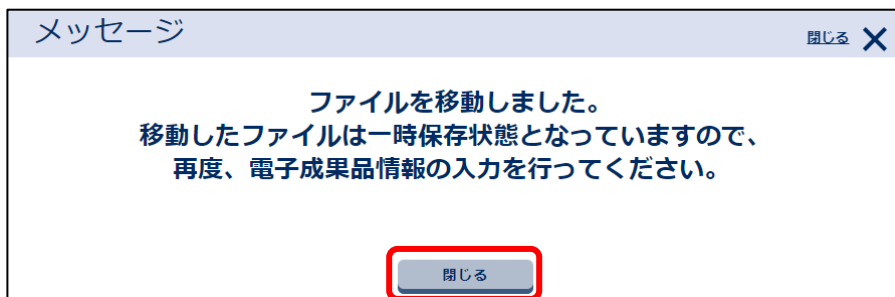 メッセージ
閉じる
ファイルを移動しました。
移動したファイルは一時保存状態となっていますので、
再度、電子成果品情報の入力を行ってください。
閉じる